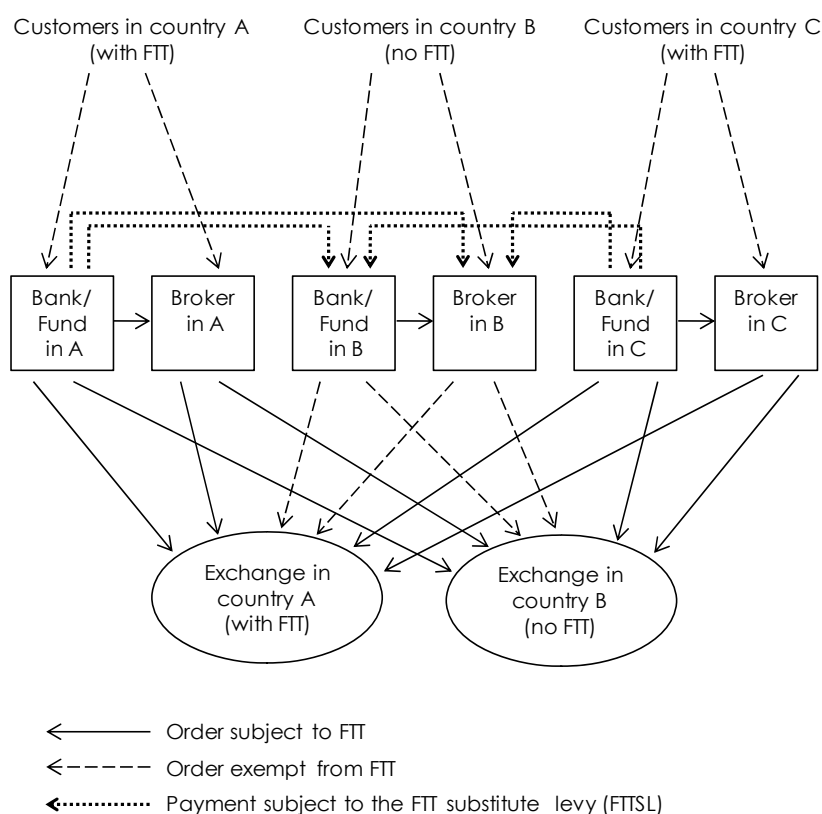 Customers in country A
(with FTT)
Customers in country B
(no FTT)
Customers in country C
(with FTT)
Bank/
Fund
in A
Broker
in A
Bank/
Fund
in B
Broker
in B
Bank/
Fund
in C
Broker
in C
Exchange in
country A
(with FTT)
Exchange in
country B
(no FTT)
Order subject to FTT
Order exempt from FTT
Payment subject to the FTT substitute levy (FTTSL)